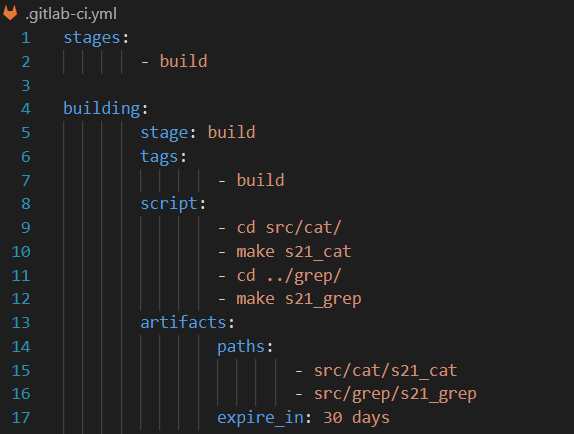 .gitlab-ci.yml
1 stages:
2         - build
3
4 building:
5         stage: build
6         tags:
7                 - build
8         script:
9                 - cd src/cat/
10                 - make s21_cat
11                 - cd ../grep/
12                 - make s21_grep
13         artifacts:
14                 paths:
15                         - src/cat/s21_cat
16                         - src/grep/s21_grep
17                 expire_in: 30 days